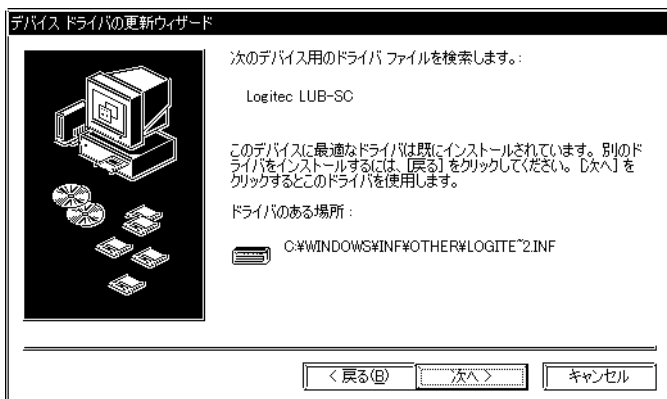 デバイス ドライバの更新ウィザード
次のデバイス用のドライバ ファイルを検索します。:
Logitec LUB-SC
このデバイスに最適なドライバは既にインストールされています。別のド
ライバをインストールするには、[戻る] をクリックしてください。[次へ] を
クリックするとこのドライバを使用します。
ドライバのある場所 :
C:¥WINDOWS¥INF¥OTHER¥LOGITE~2.INF
< 戻る(B)
次へ >
キャンセル